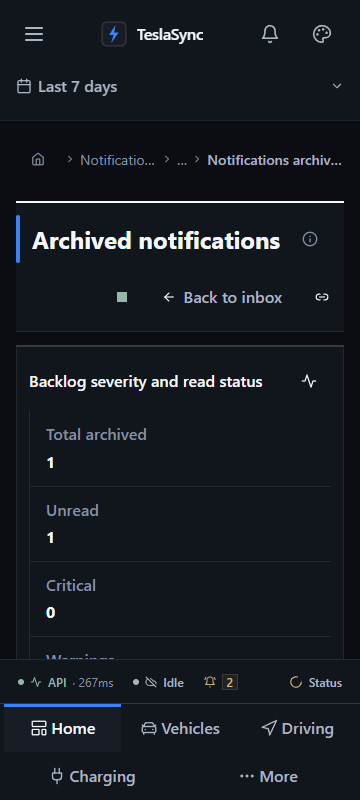 TeslaSync
Last 7 days
Notificatio... ... Notifications archiv...
Archived notifications
Back to inbox
Backlog severity and read status
Total archived
1
Unread
1
Critical
0
Warnings
API · 267ms Idle 2 Status
Home Vehicles Driving
Charging More